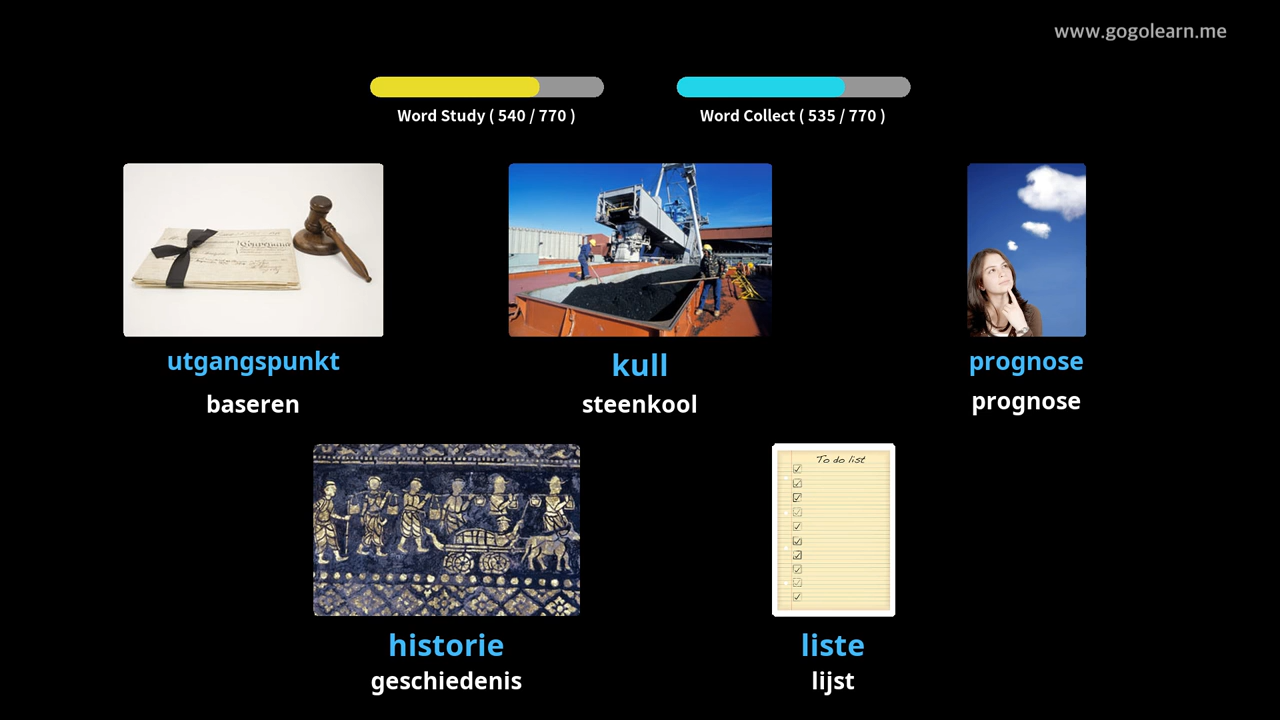 www.gogolearn.me
Word Study ( 540 / 770 )
Word Collect ( 535 / 770 )
utgangspunkt
baseren
kull
steenkool
prognose
prognose
To do list
historie
geschiedenis
liste
lijst